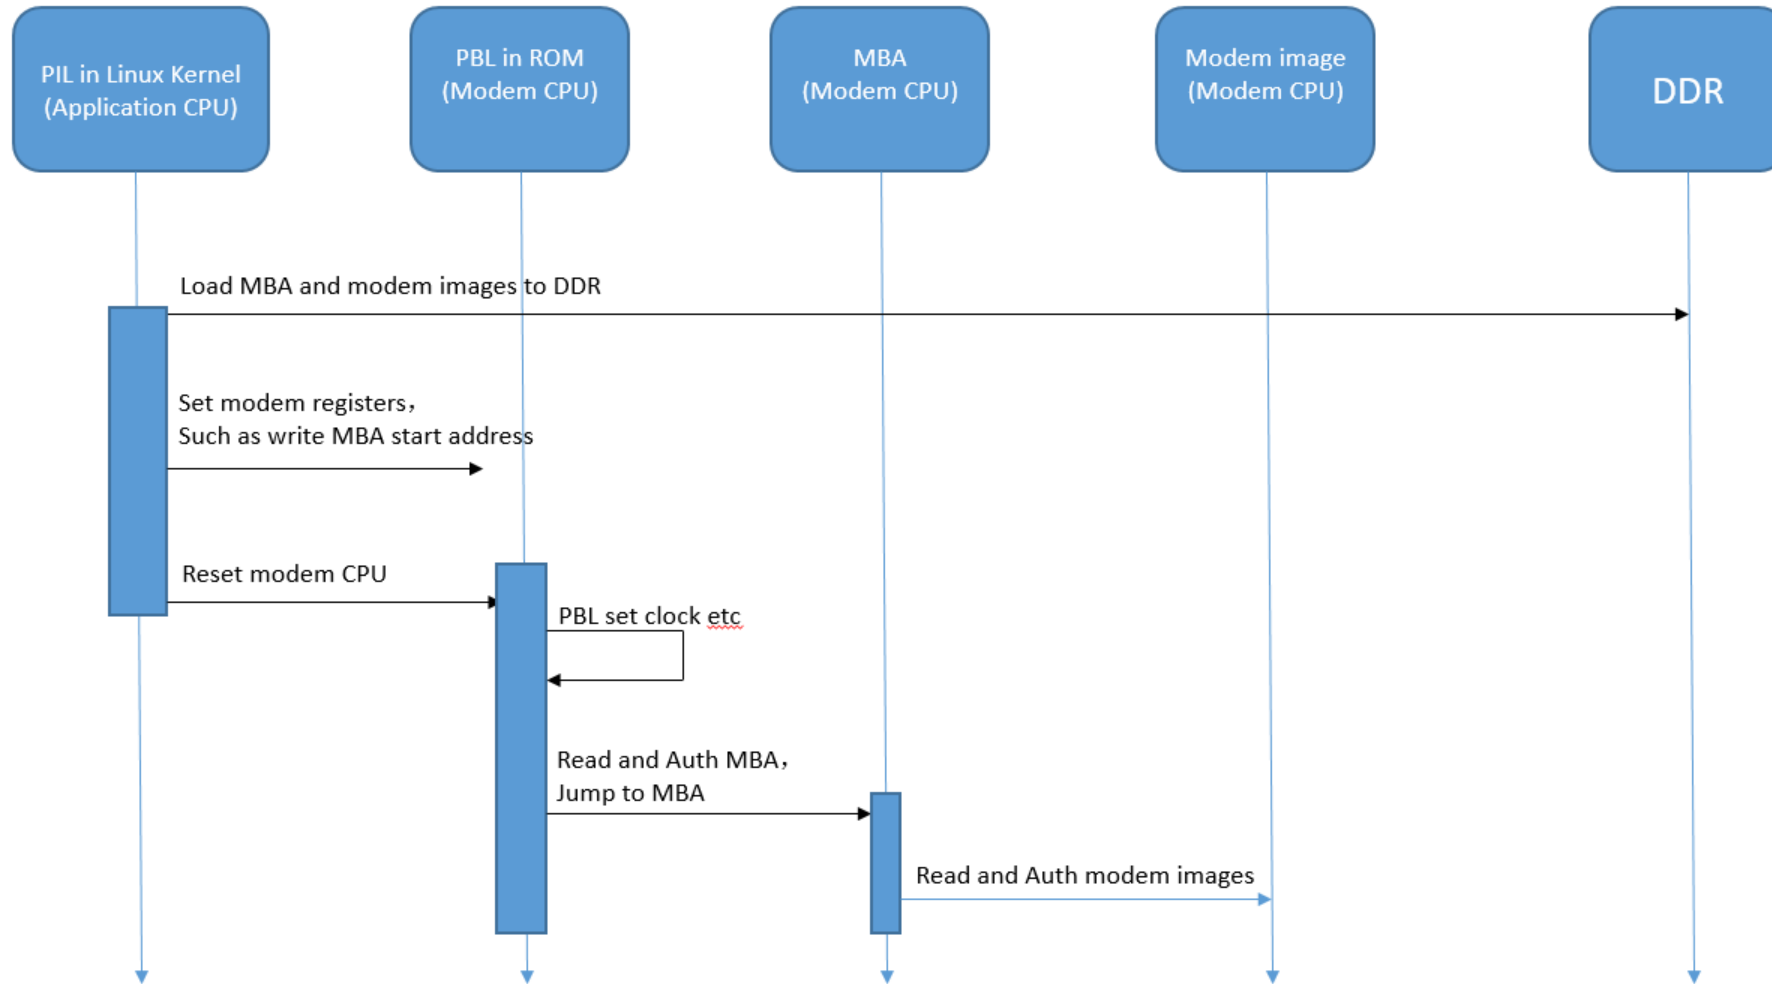 PIL in Linux Kernel
(Application CPU)
PBL in ROM
(Modem CPU)
MBA
(Modem CPU)
Modem image
(Modem CPU)
DDR
Load MBA and modem images to DDR
Set modem registers，
Such as write MBA start address
Reset modem CPU
PBL set clock etc
Read and Auth MBA，
Jump to MBA
Read and Auth modem images